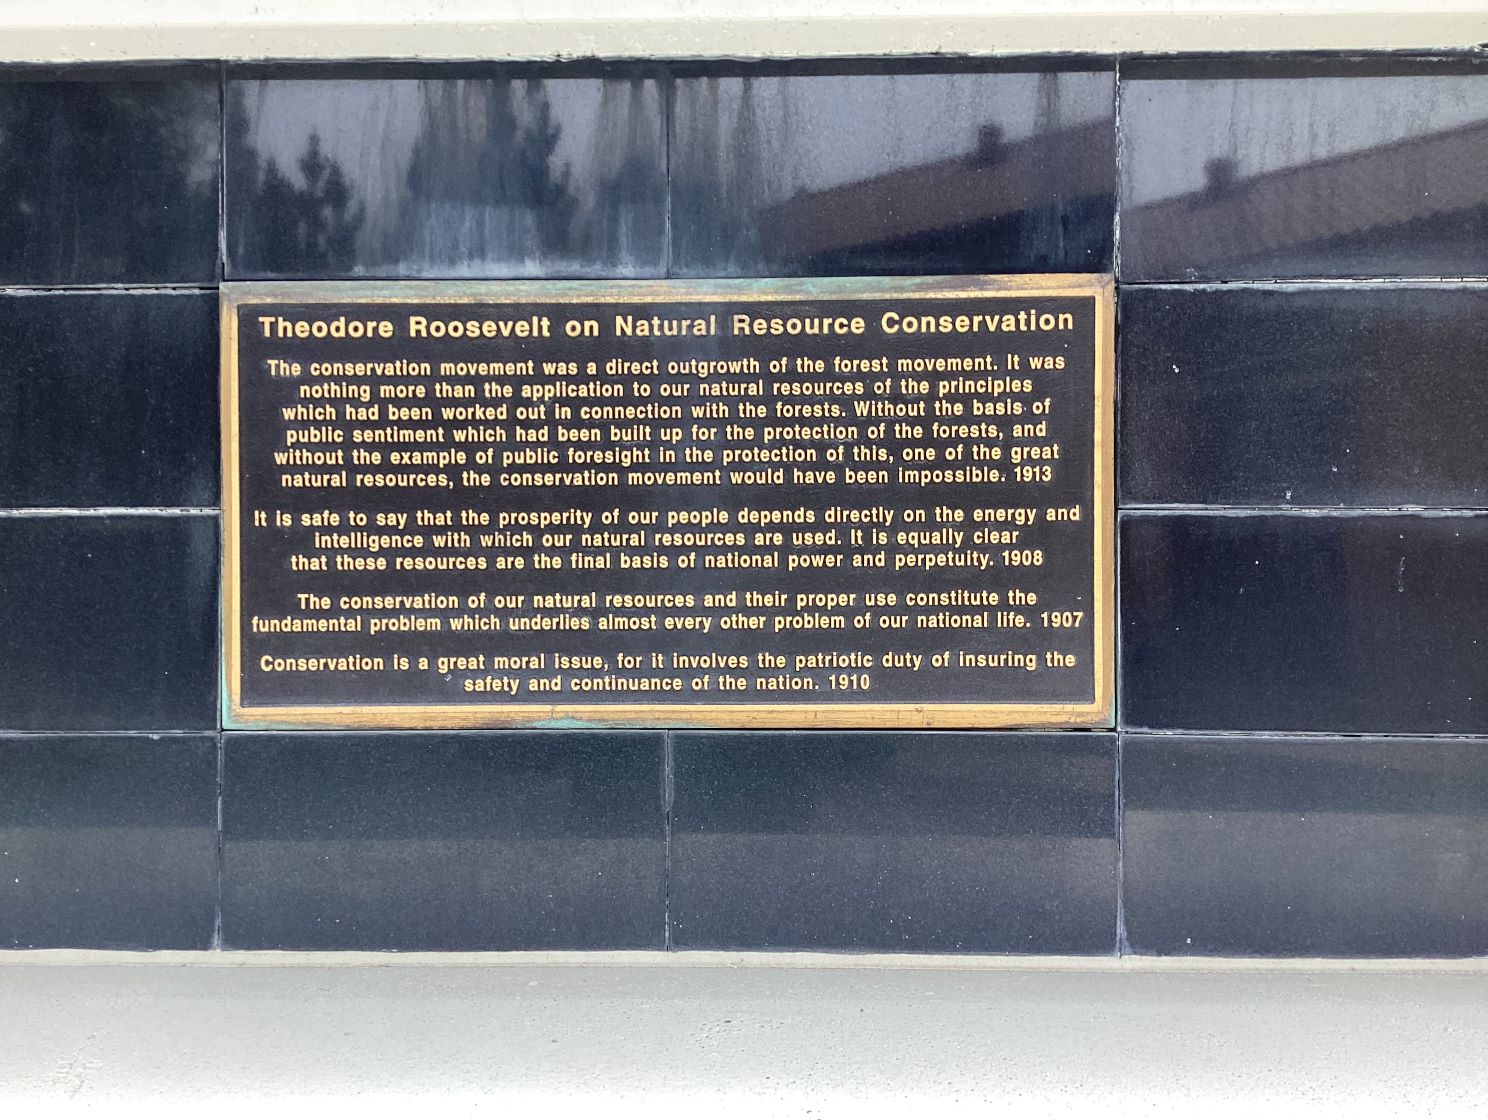 Theodore Roosevelt on Natural Resource Conservation
The conservation movement was a direct outgrowth of the forest movement. It was
nothing more than the application to our natural resources of the principles
which had been worked out in connection with the forests. Without the basis of
public sentiment which had been built up for the protection of the forests, and
without the example of public foresight in the protection of this, one of the great
natural resources, the conservation movement would have been impossible. 1913
It is safe to say that the prosperity of our people depends directly on the energy and
intelligence with which our natural resources are used. It is equally clear
that these resources are the final basis of national power and perpetuity. 1908
The conservation of our natural resources and their proper use constitute the
fundamental problem which underlies almost every other problem of our national life. 1907
Conservation is a great moral issue, for it involves the patriotic duty of insuring the
safety and continuance of the nation. 1910